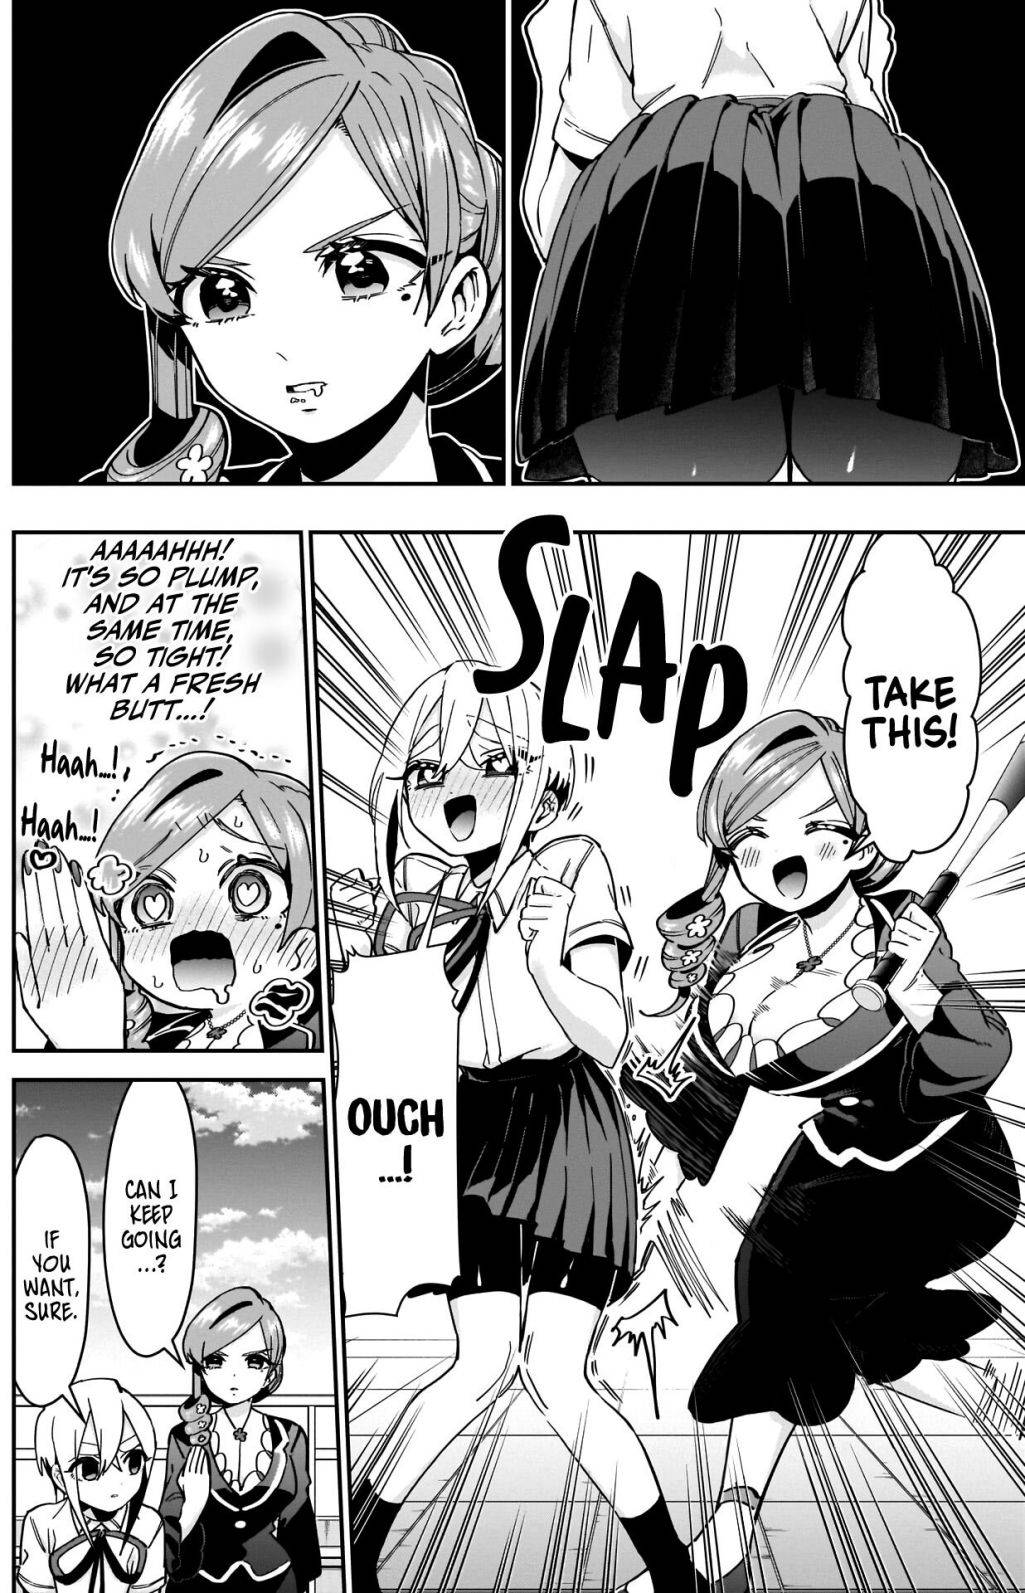 TAKE
THIS!
SLAP
OUCH
...!
AAAAAHHH!
IT'S SO PLUMP,
AND AT THE
SAME TIME,
SO TIGHT!
WHAT A FRESH
BUTT...!
Haah...!,
Haah...!
CAN I
KEEP
GOING
...?
IF
YOU
WANT,
SURE.